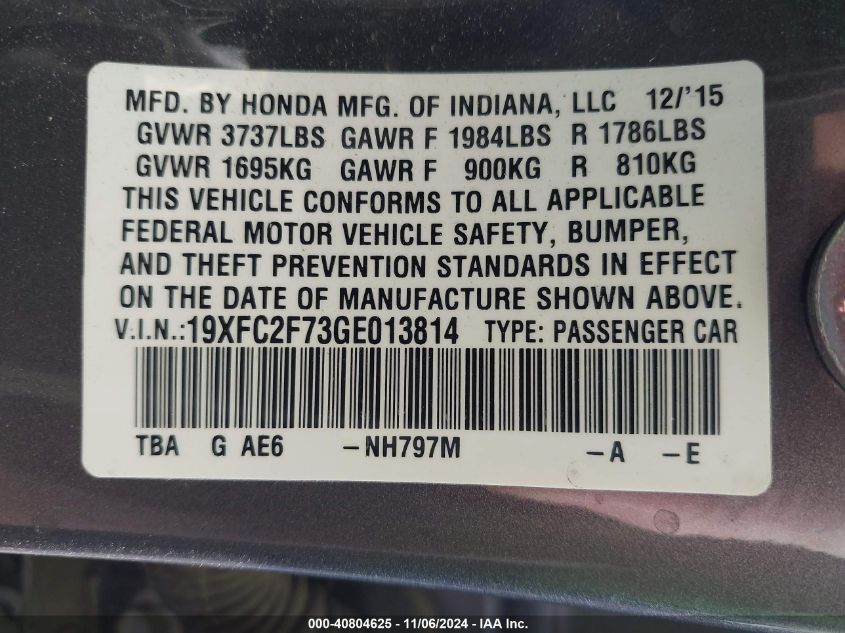 MFD. BY HONDA MFG. OF INDIANA, LLC 12/'15
GVWR 3737LBS GAWR F 1984LBS R 1786LBS
GVWR 1695KG GAWR F 900KG R 810KG
THIS VEHICLE CONFORMS TO ALL APPLICABLE
FEDERAL MOTOR VEHICLE SAFETY, BUMPER,
AND THEFT PREVENTION STANDARDS IN EFFECT
ON THE DATE OF MANUFACTURE SHOWN ABOVE.
V.I.N.:19XFC2F73GE013814 TYPE: PASSENGER CAR
TBA G AE6 -NH797M -A -E
000-40804625 - 11/06/2024 - IAA Inc.